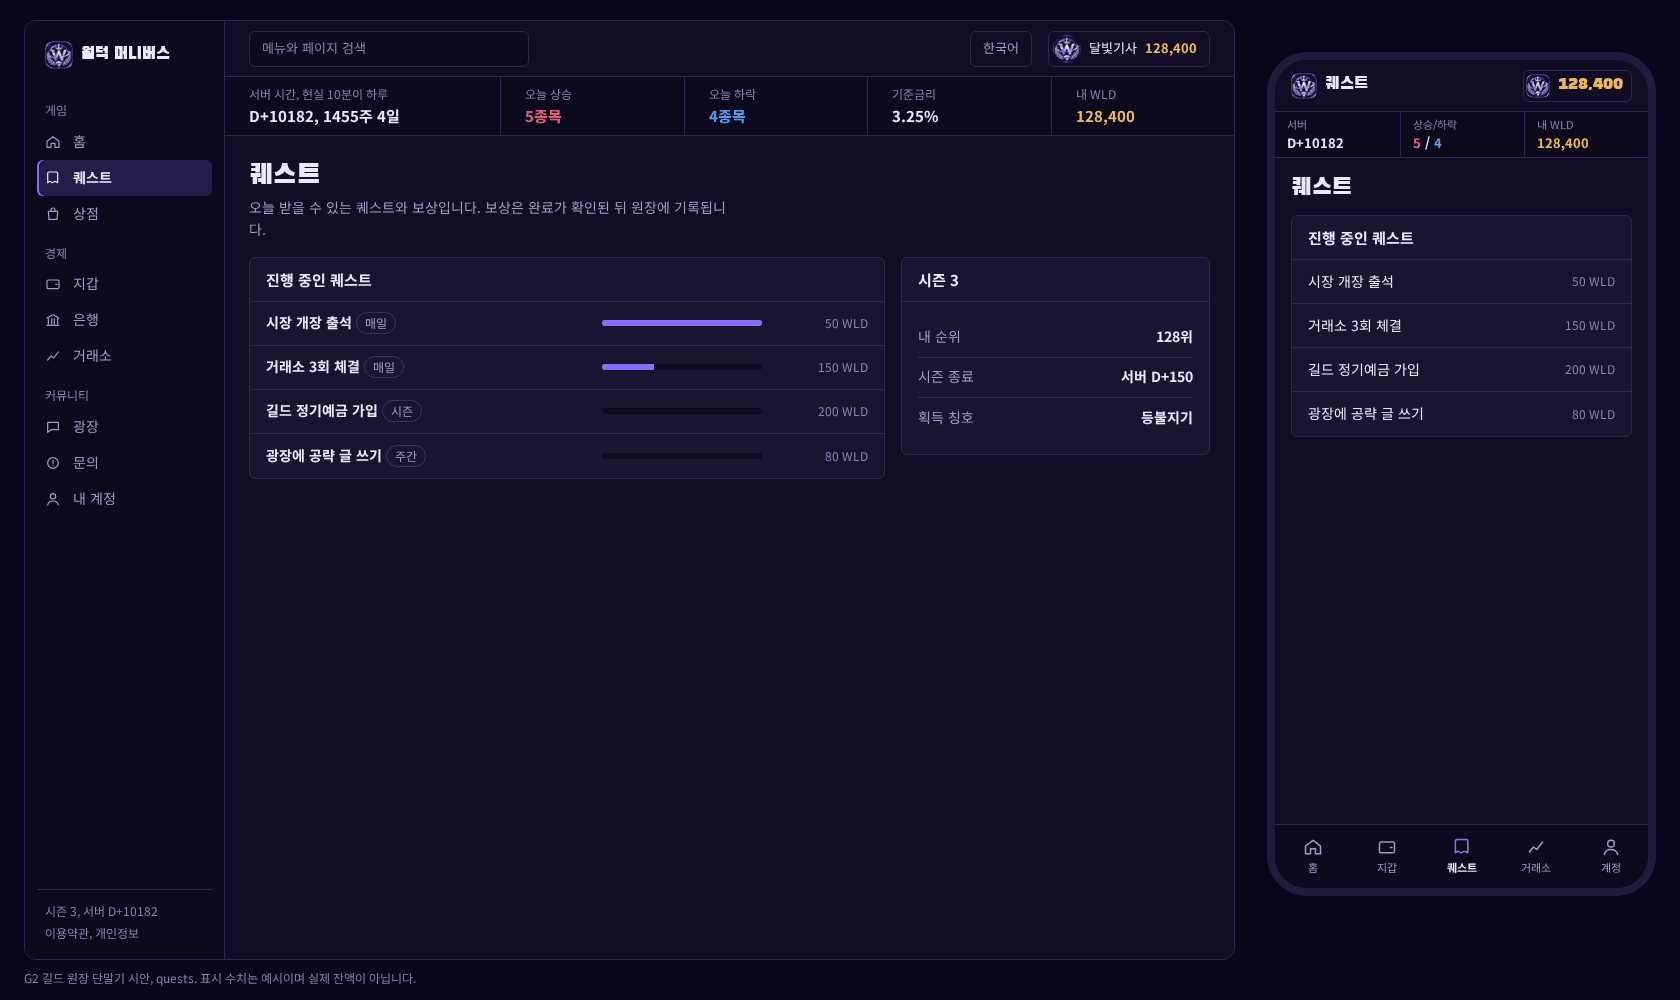 월덕 머니버스
게임
홈
퀘스트
상점
경제
지갑
은행
거래소
커뮤니티
광장
문의
내 계정
시즌 3, 서버 D+10182
이용약관, 개인정보
메뉴와 페이지 검색
한국어
달빛기사 128,400
서버 시간, 현실 10분이 하루
D+10182, 1455주 4일
오늘 상승
5종목
오늘 하락
4종목
기준금리
3.25%
내 WLD
128,400
퀘스트
오늘 받을 수 있는 퀘스트와 보상입니다. 보상은 완료가 확인된 뒤 원장에 기록됩니
다.
진행 중인 퀘스트
시장 개장 출석 매일 50 WLD
거래소 3회 체결 매일 150 WLD
길드 정기예금 가입 시즌 200 WLD
광장에 공략 글 쓰기 주간 80 WLD
시즌 3
내 순위 128위
시즌 종료 서버 D+150
획득 칭호 등불지기
G2 길드 원장 단말기 시안, quests. 표시 수치는 예시이며 실제 잔액이 아닙니다.
퀘스트
128,400
서버
D+10182
상승/하락
5 / 4
내 WLD
128,400
퀘스트
진행 중인 퀘스트
시장 개장 출석 50 WLD
거래소 3회 체결 150 WLD
길드 정기예금 가입 200 WLD
광장에 공략 글 쓰기 80 WLD
홈
지갑
퀘스트
거래소
계정